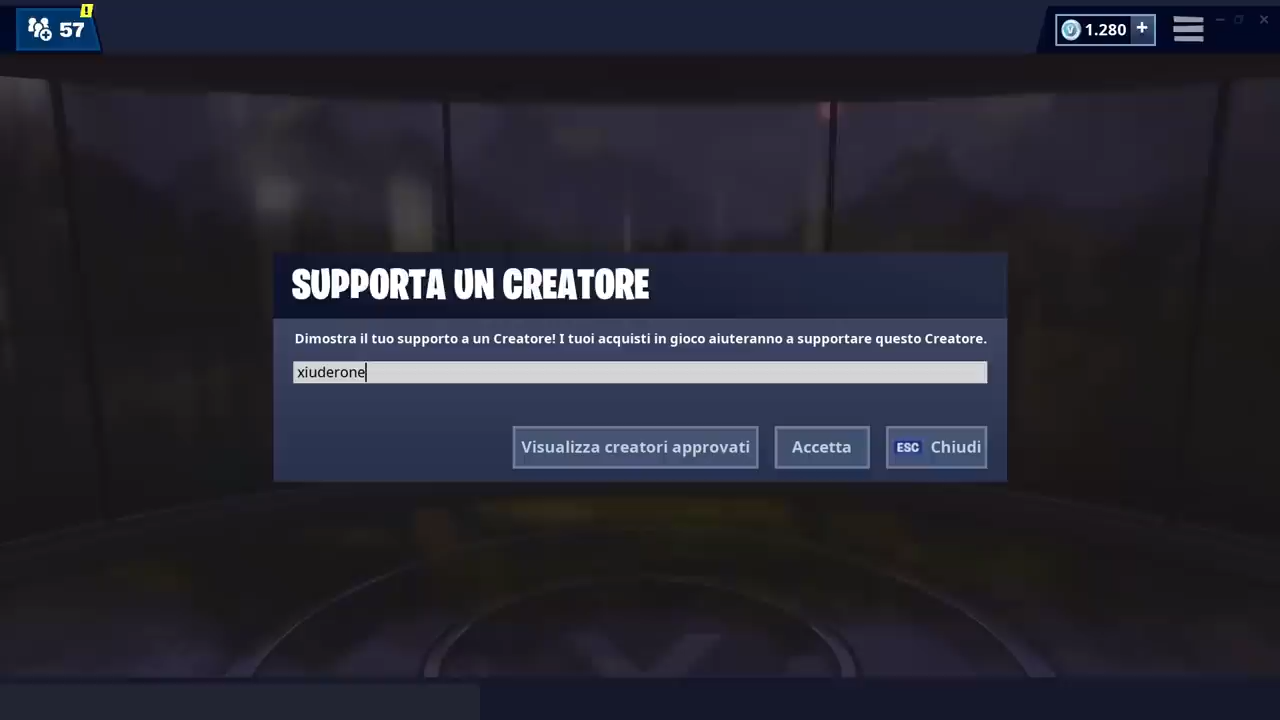 57
!
1.280 +
SUPPORTA UN CREATORE
Dimostra il tuo supporto a un Creatore! I tuoi acquisti in gioco aiuteranno a supportare questo Creatore.
xiuderone
Visualizza creatori approvati
Accetta
ESC Chiudi